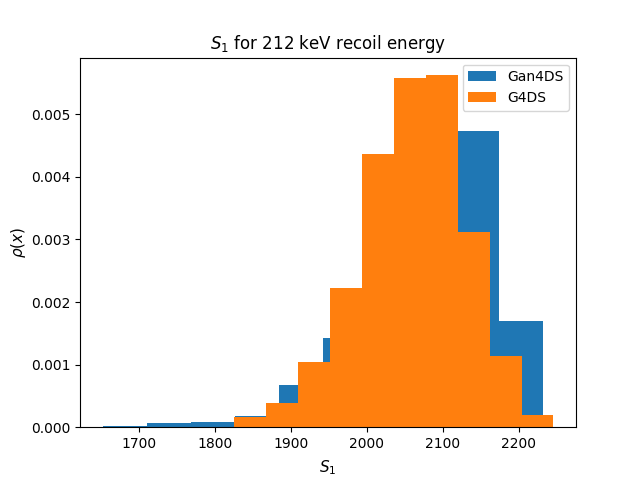 S₁ for 212 keV recoil energy
Gan4DS
G4DS
ρ(x)
0.005
0.004
0.003
0.002
0.001
0.000
1700 1800 1900 2000 2100 2200
S₁